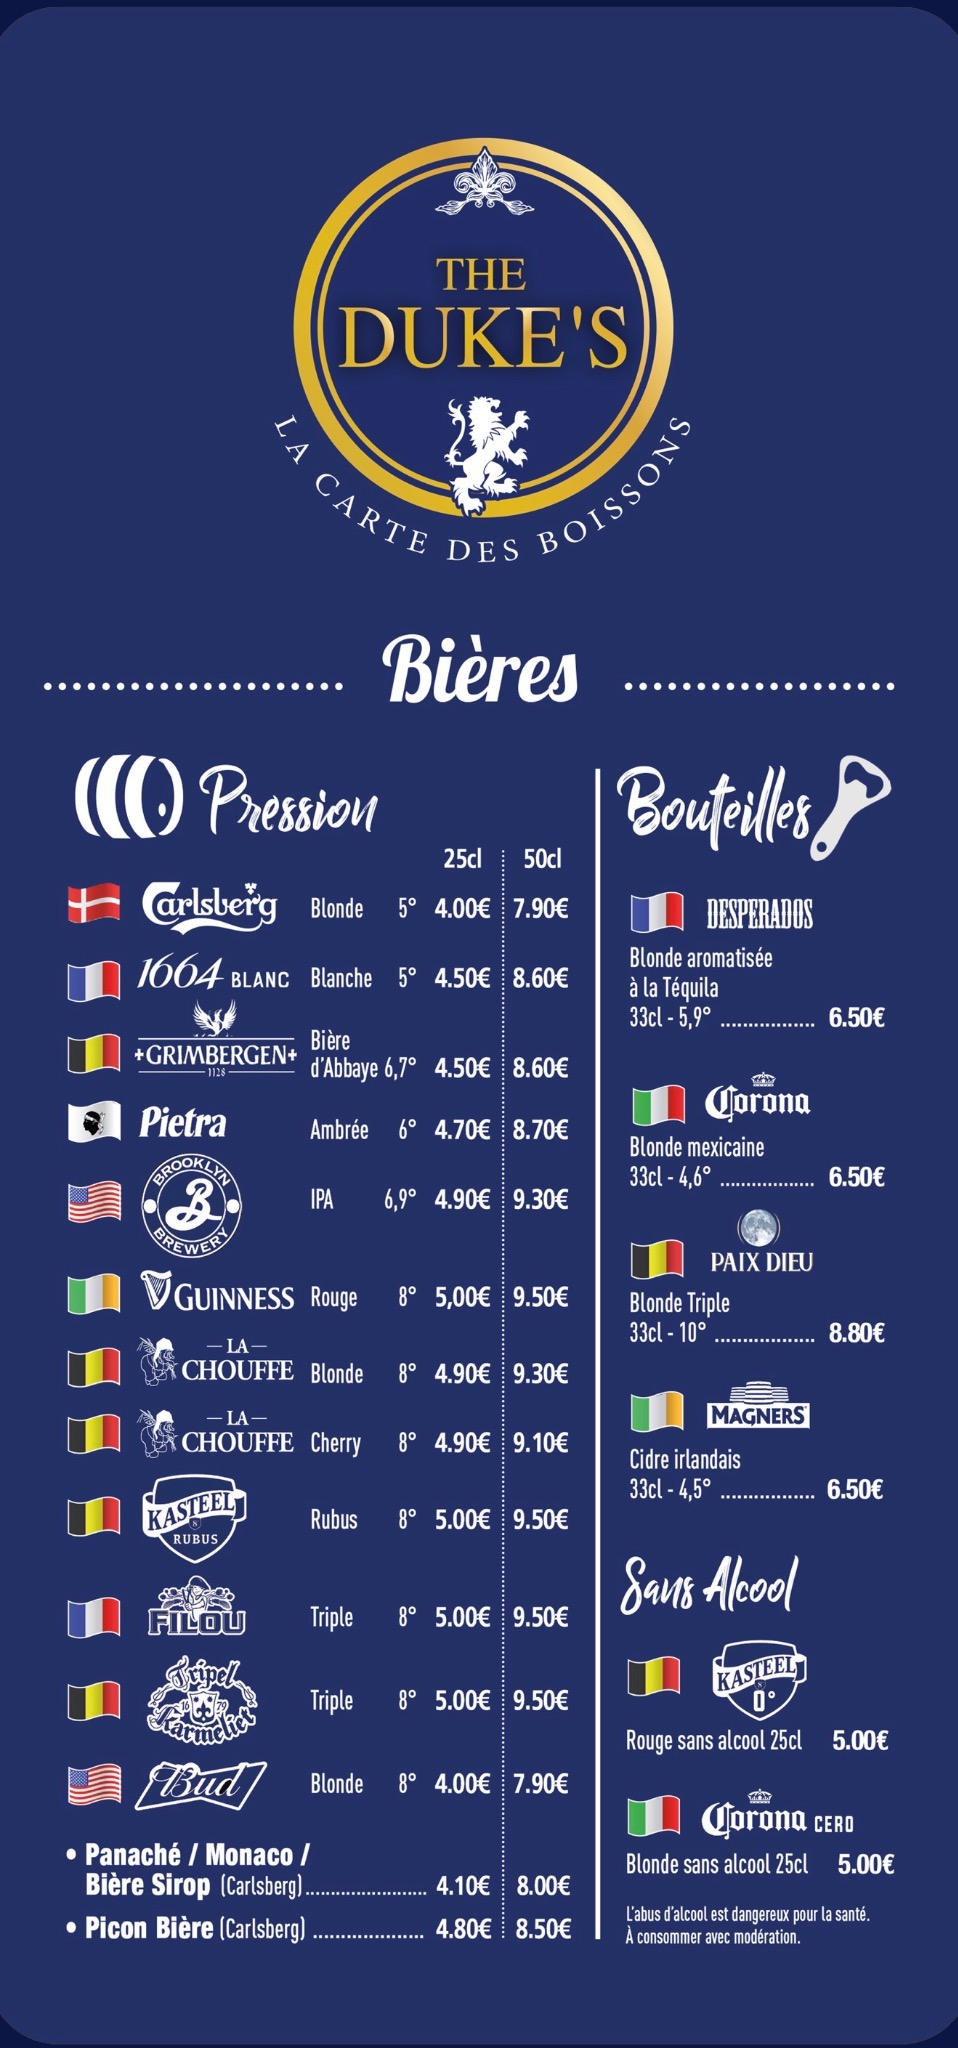 THE
DUKE'S
LA CARTE DES BOISSONS
Bières
Pression
25cl 50cl
Carlsberg Blonde 5° 4.00€ 7.90€
1664 BLANC Blanche 5° 4.50€ 8.60€
Bière
+GRIMBERGEN+ d'Abbaye 6,7° 4.50€ 8.60€
1128
Pietra Ambrée 6° 4.70€ 8.70€
BROOKLYN
B IPA 6,9° 4.90€ 9.30€
BREWERY
GUINNESS Rouge 8° 5,00€ 9.50€
LA
CHOUFFE Blonde 8° 4.90€ 9.30€
LA
CHOUFFE Cherry 8° 4.90€ 9.10€
KASTEEL Rubus 8° 5.00€ 9.50€
8
RUBUS
FILOU Triple 8° 5.00€ 9.50€
Tripel
16 79 Triple 8° 5.00€ 9.50€
Karmeliet
Bud Blonde 8° 4.00€ 7.90€
• Panaché / Monaco /
Bière Sirop (Carlsberg)........................ 4.10€ 8.00€
• Picon Bière (Carlsberg) ...................... 4.80€ 8.50€
Bouteilles
DESPERADOS
Blonde aromatisée
à la Téquila
33cl - 5,9° ................. 6.50€
Corona
Blonde mexicaine
33cl - 4,6° ................. 6.50€
PAIX DIEU
Blonde Triple
33cl - 10° .................. 8.80€
MAGNERS
Cidre irlandais
33cl - 4,5° ................. 6.50€
Sans Alcool
KASTEEL
8
0°
Rouge sans alcool 25cl 5.00€
Corona CERO
Blonde sans alcool 25cl 5.00€
L'abus d'alcool est dangereux pour la santé.
À consommer avec modération.